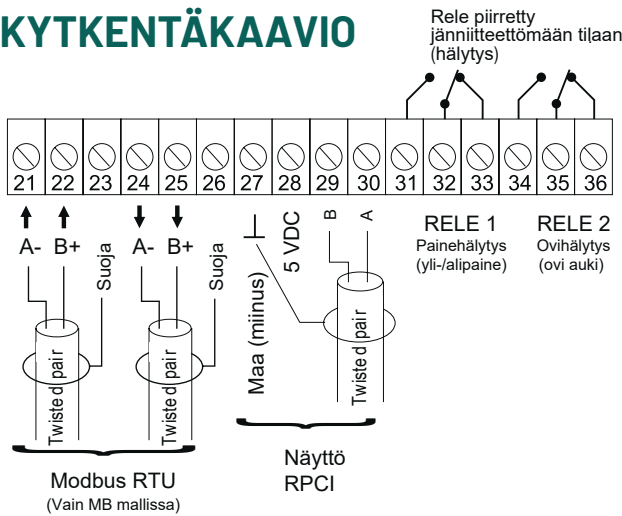 KYTKENTÄKAAVIO
Rele piirretty
jänniitteettömään tilaan
(hälytys)
21 22 23 24 25 26 27 28 29 30 31 32 33 34 35 36
A- B+ Suoja
A- B+ Suoja
Maa (miinus)
5 VDC
B
A
RELE 1
Painehälytys
(yli-/alipaine)
RELE 2
Ovihälytys
(ovi auki)
Twisted pair
Twisted pair
Twisted pair
Modbus RTU
(Vain MB mallissa)
Näyttö
RPCI